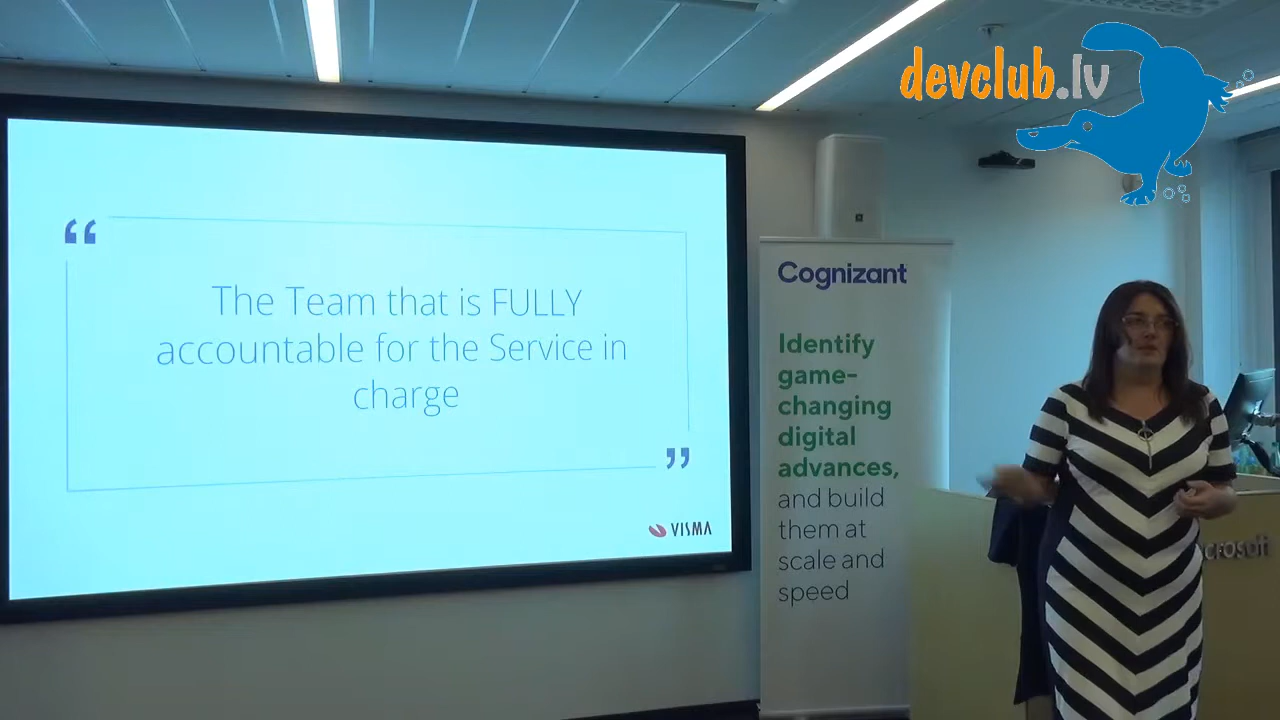 devclub.lv
“
The Team that is FULLY
accountable for the Service in
charge
”
VISMA
Cognizant
Identify
game-
changing
digital
advances,
and build
them at
scale and
speed
crosoft